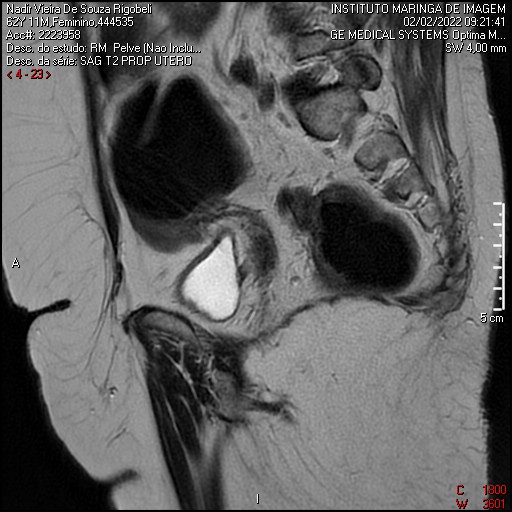 Nadir Vieira De Souza Rigobeli
62Y 11M,Feminino,444535
Acc#: 2223958
Desc. do estudo: RM  Pelve (Nao Inclu...
Desc. da série: SAG T2 PROP UTERO
< 4 - 23 >
INSTITUTO MARINGA DE IMAGEM
02/02/2022 09:21:41
GE MEDICAL SYSTEMS Optima M...
SW 4,00 mm
A
5 cm
I
C 1800
W 3601